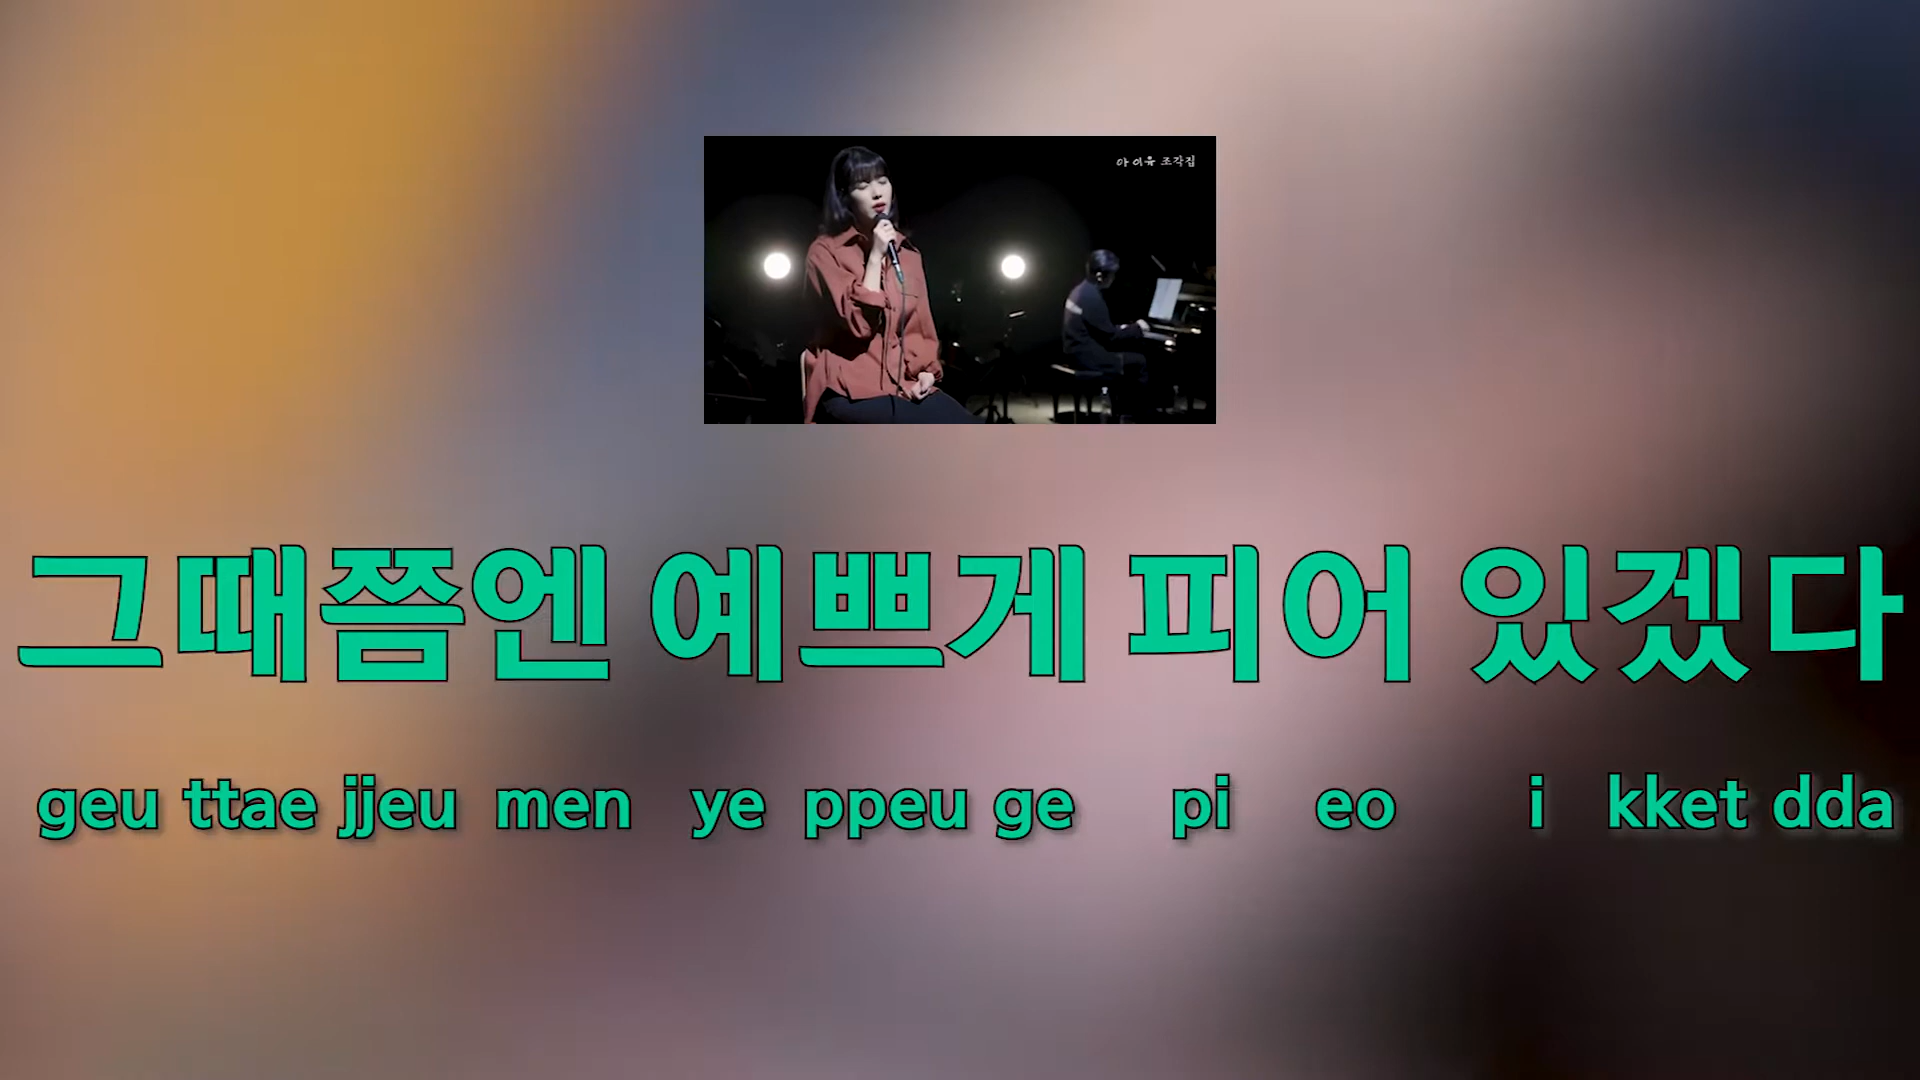 아이유 조각집
그때쯤엔 예쁘게 피어 있겠다
geu ttae jjeu men ye ppeu ge pi eo i kket dda